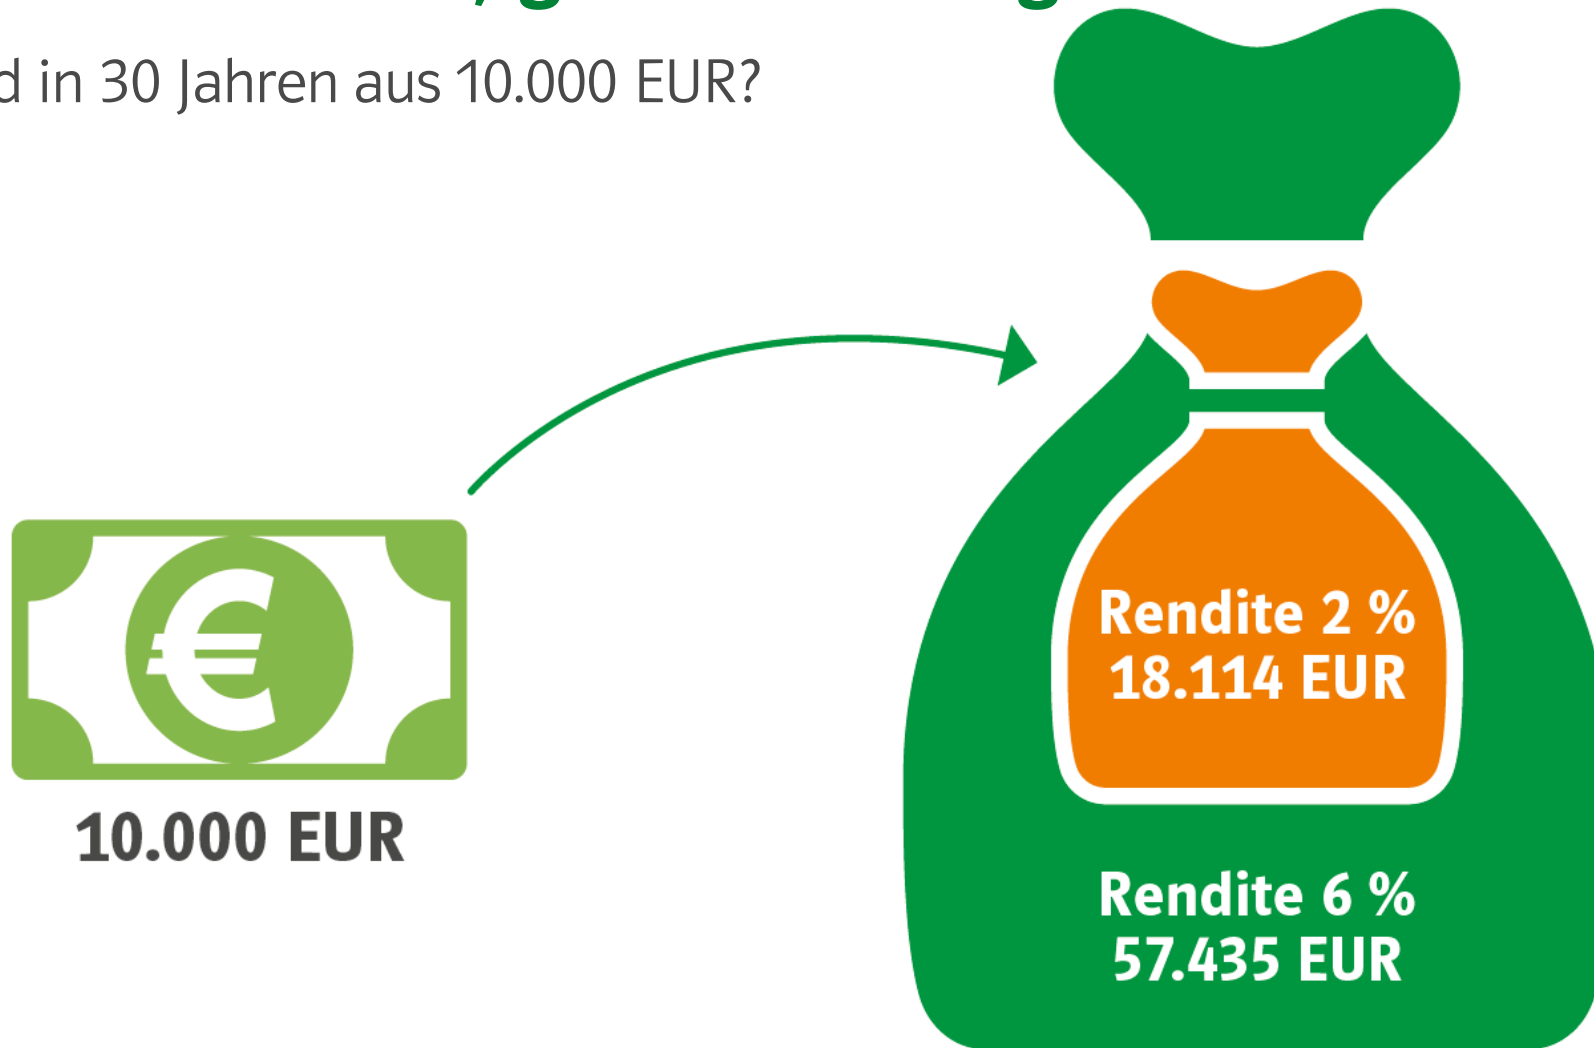 d in 30 Jahren aus 10.000 EUR?
€
10.000 EUR
Rendite 2 %
18.114 EUR
Rendite 6 %
57.435 EUR